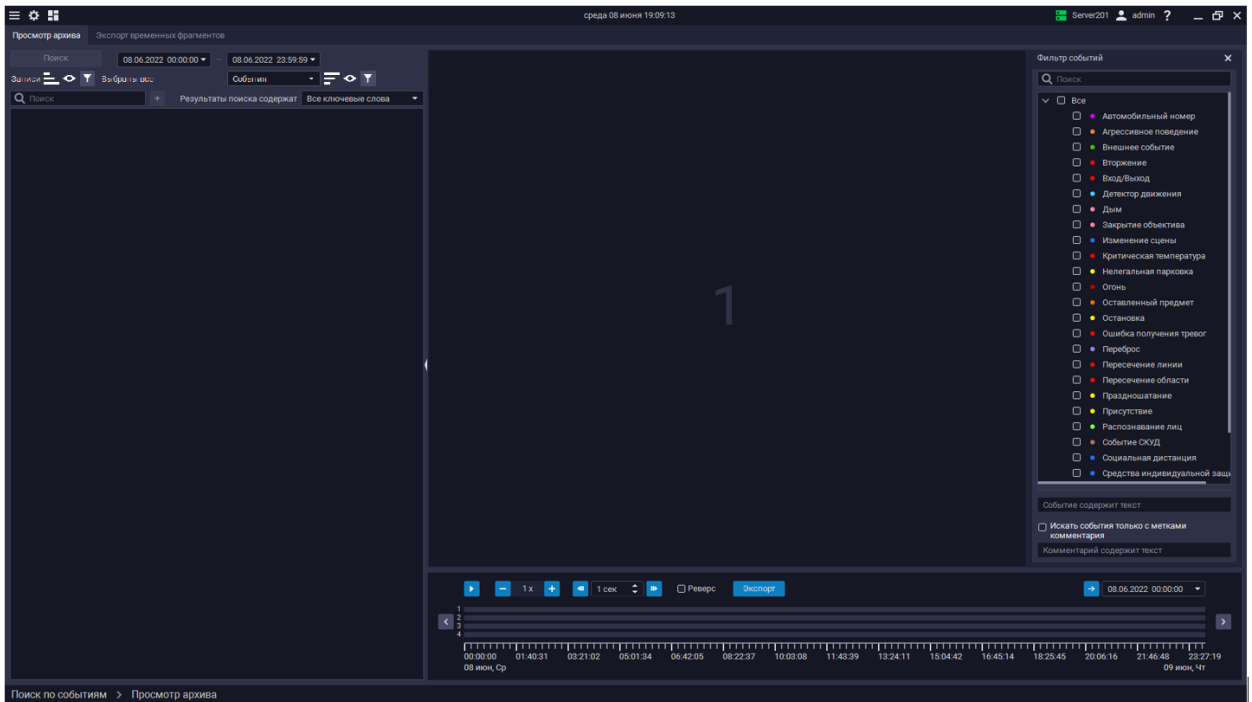 среда 08 июня 19:09:13
Server201 admin ?
Просмотр архива Экспорт временных фрагментов
Поиск 08.06.2022 00:00:00 – 08.06.2022 23:59:59
Записи Выбраны все События
Поиск + Результаты поиска содержат Все ключевые слова
1
Фильтр событий
Поиск
Все
Автомобильный номер
Агрессивное поведение
Внешнее событие
Вторжение
Вход/Выход
Детектор движения
Дым
Закрытие объектива
Изменение сцены
Критическая температура
Нелегальная парковка
Огонь
Оставленный предмет
Остановка
Ошибка получения тревог
Переброс
Пересечение линии
Пересечение области
Праздношатание
Присутствие
Распознавание лиц
Событие СКУД
Социальная дистанция
Средства индивидуальной защи
Событие содержит текст
Искать события только с метками
комментария
Комментарий содержит текст
1 x 1 сек Реверс Экспорт 08.06.2022 00:00:00
1
2
3
4
00:00:00 01:40:31 03:21:02 05:01:34 06:42:05 08:22:37 10:03:08 11:43:39 13:24:11 15:04:42 16:45:14 18:25:45 20:06:16 21:46:48 23:27:19
08 июн, Ср 09 июн, Чт
Поиск по событиям > Просмотр архива